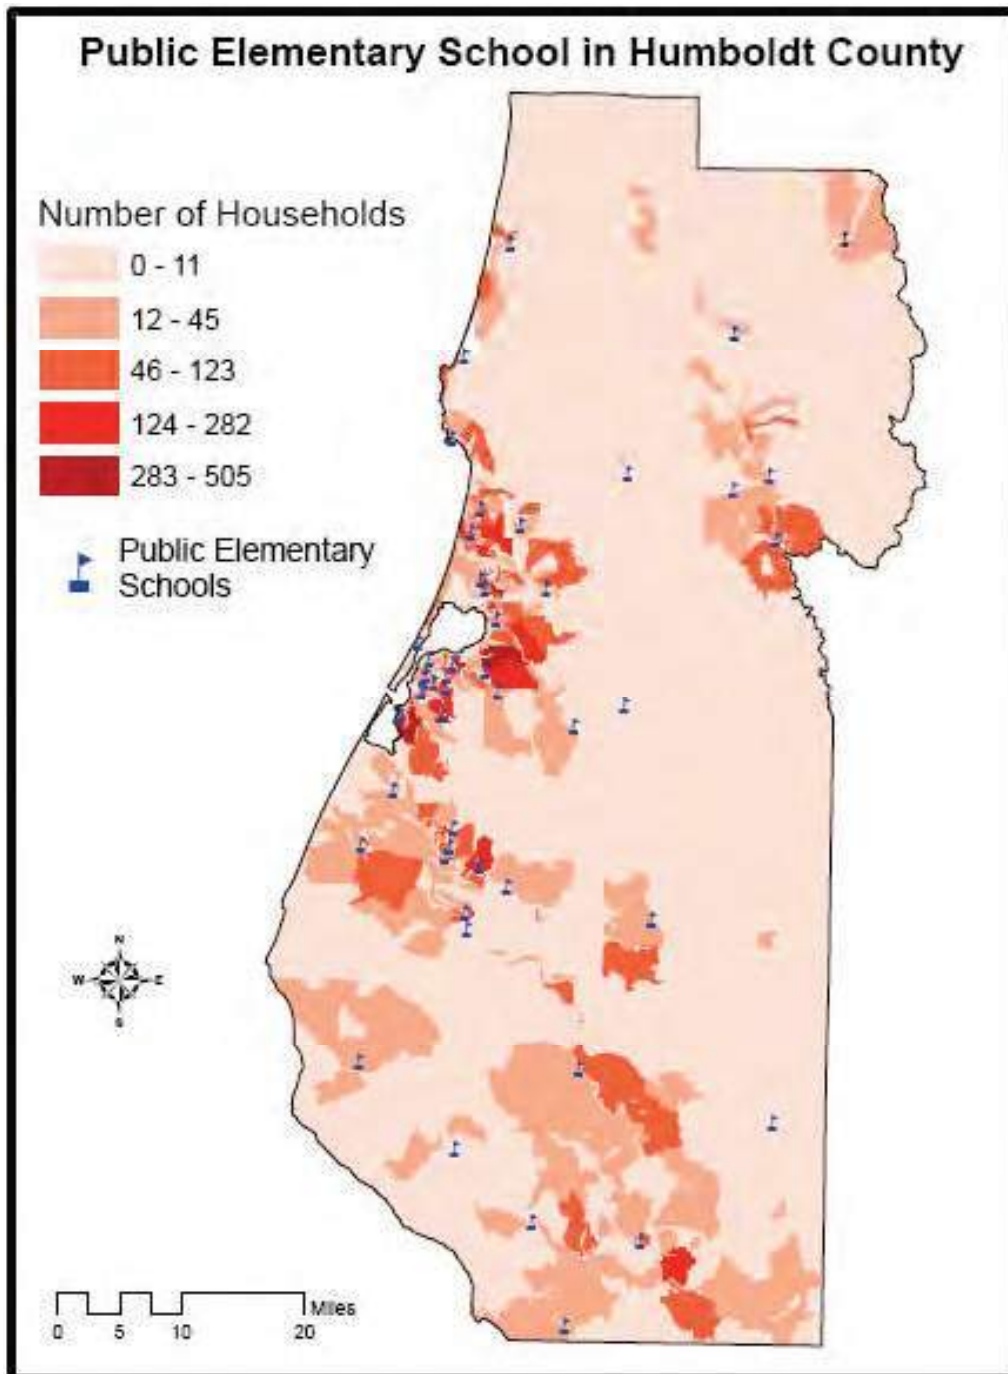 Public Elementary School in Humboldt County
Number of Households
0 - 11
12 - 45
46 - 123
124 - 282
283 - 505
Public Elementary
Schools
N
W E
S
Miles
0 5 10 20